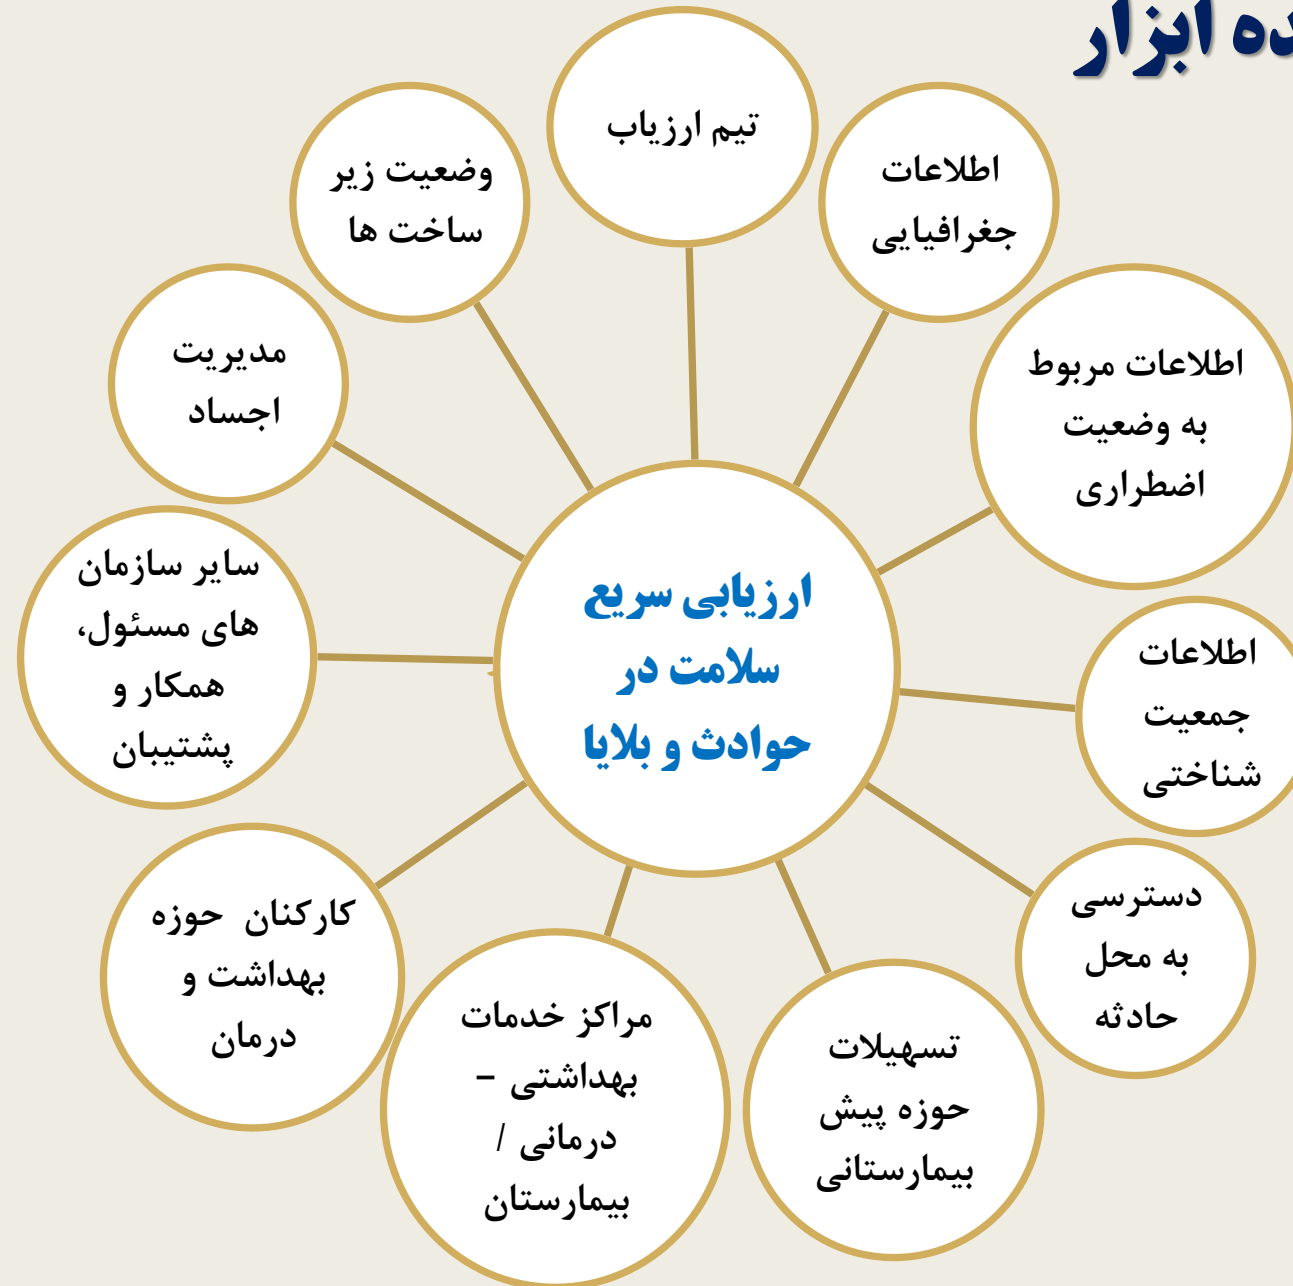 ابزار
تیم ارزیاب
اطلاعات
جغرافیایی
اطلاعات مربوط
به وضعیت
اضطراری
اطلاعات
جمعیت
شناختی
دسترسی
به محل
حادثه
تسهیلات
حوزه پیش
بیمارستانی
مراکز خدمات
بهداشتی –
درمانی /
بیمارستان
کارکنان حوزه
بهداشت و
درمان
سایر سازمان
های مسئول،
همکار و
پشتیبان
مدیریت
اجساد
وضعیت زیر
ساخت ها
ارزیابی سریع
سلامت در
حوادث و بلایا